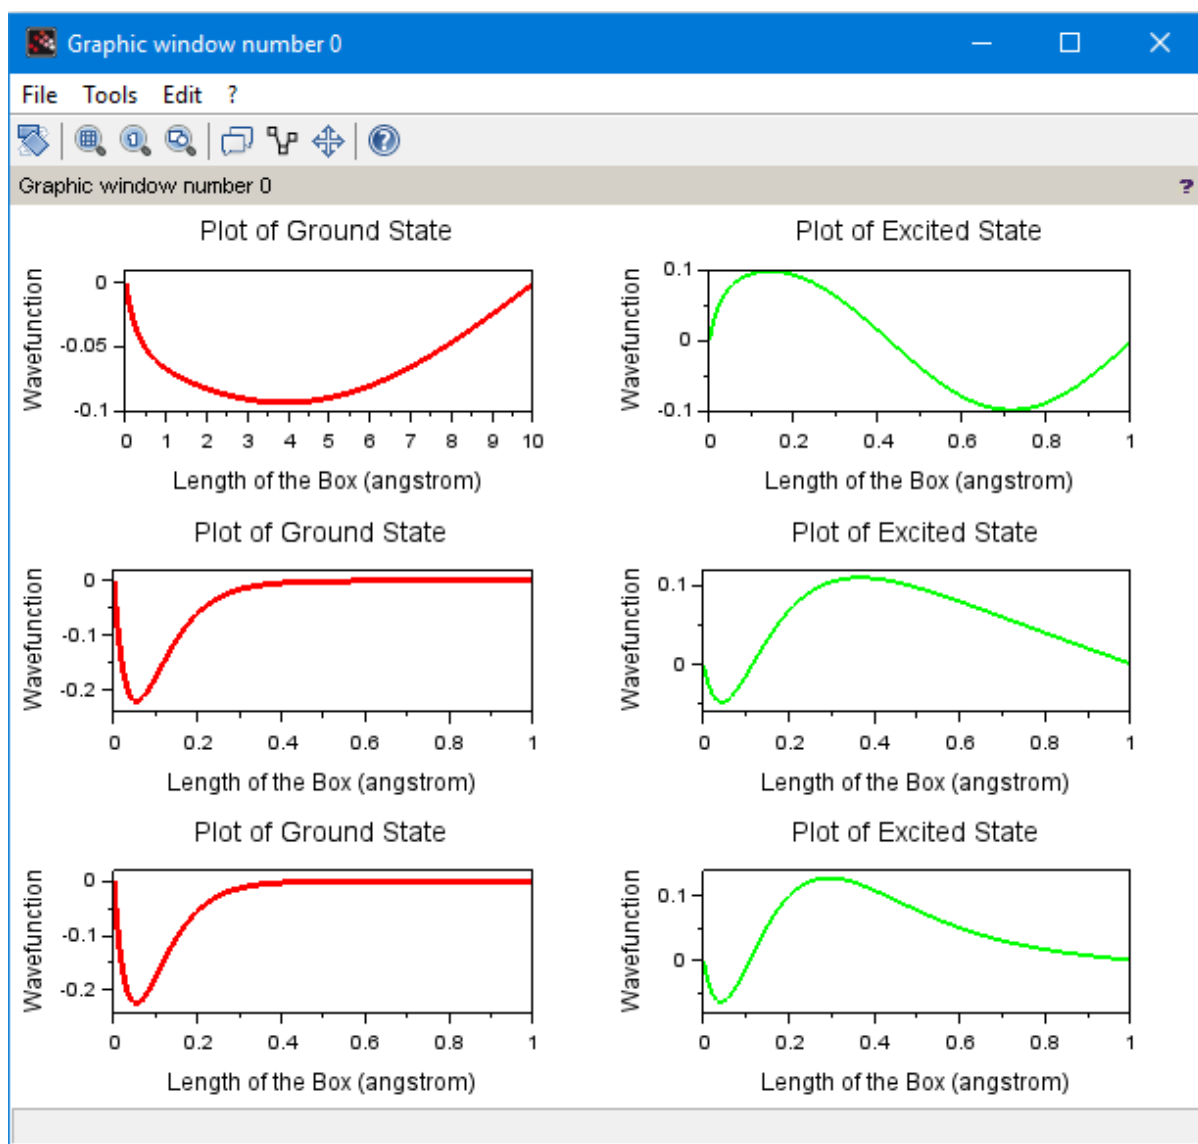 Graphic window number 0
File Tools Edit ?
Graphic window number 0 ?
Plot of Ground State
Wavefunction
0
-0.05
-0.1
0 1 2 3 4 5 6 7 8 9 10
Length of the Box (angstrom)
Plot of Excited State
Wavefunction
0.1
0
-0.1
0 0.2 0.4 0.6 0.8 1
Length of the Box (angstrom)
Plot of Ground State
Wavefunction
0
-0.1
-0.2
0 0.2 0.4 0.6 0.8 1
Length of the Box (angstrom)
Plot of Excited State
Wavefunction
0.1
0
0 0.2 0.4 0.6 0.8 1
Length of the Box (angstrom)
Plot of Ground State
Wavefunction
0
-0.1
-0.2
0 0.2 0.4 0.6 0.8 1
Length of the Box (angstrom)
Plot of Excited State
Wavefunction
0.1
0
0 0.2 0.4 0.6 0.8 1
Length of the Box (angstrom)